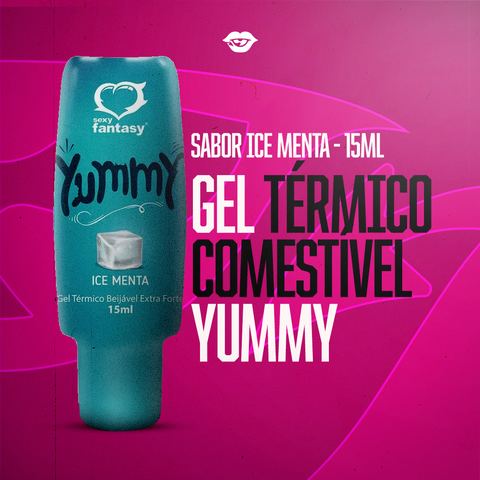 sexy
fantasy
Yummy
ICE MENTA
Gel Térmico Beijável Extra Forte
15ml
SABOR ICE MENTA - 15ML
GEL TÉRMICO
COMESTÍVEL
YUMMY